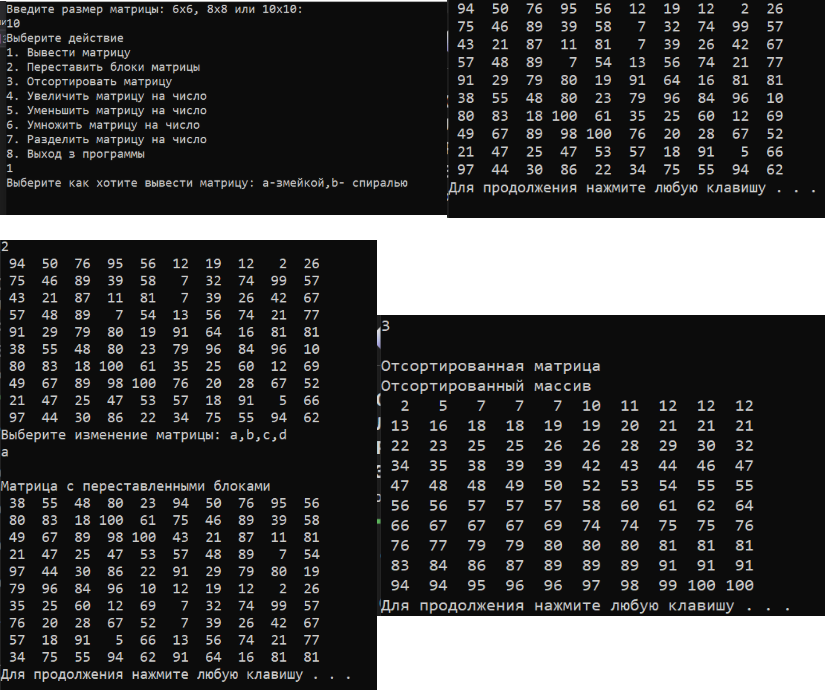 Введите размер матрицы: 6x6, 8x8 или 10x10:
10
Выберите действие
1. Вывести матрицу
2. Переставить блоки матрицы
3. Отсортировать матрицу
4. Увеличить матрицу на число
5. Уменьшить матрицу на число
6. Умножить матрицу на число
7. Разделить матрицу на число
8. Выход з программы
1
Выберите как хотите вывести матрицу: a-змейкой,b- спиралью
94 50 76 95 56 12 19 12 2 26
75 46 89 39 58 7 32 74 99 57
43 21 87 11 81 7 39 26 42 67
57 48 89 7 54 13 56 74 21 77
91 29 79 80 19 91 64 16 81 81
38 55 48 80 23 79 96 84 96 10
80 83 18 100 61 35 25 60 12 69
49 67 89 98 100 76 20 28 67 52
21 47 25 47 53 57 18 91 5 66
97 44 30 86 22 34 75 55 94 62
Для продолжения нажмите любую клавишу . . .
2
94 50 76 95 56 12 19 12 2 26
75 46 89 39 58 7 32 74 99 57
43 21 87 11 81 7 39 26 42 67
57 48 89 7 54 13 56 74 21 77
91 29 79 80 19 91 64 16 81 81
38 55 48 80 23 79 96 84 96 10
80 83 18 100 61 35 25 60 12 69
49 67 89 98 100 76 20 28 67 52
21 47 25 47 53 57 18 91 5 66
97 44 30 86 22 34 75 55 94 62
Выберите изменение матрицы: a,b,c,d
a
Матрица с переставленными блоками
38 55 48 80 23 94 50 76 95 56
80 83 18 100 61 75 46 89 39 58
49 67 89 98 100 43 21 87 11 81
21 47 25 47 53 57 48 89 7 54
97 44 30 86 22 91 29 79 80 19
79 96 84 96 10 12 19 12 2 26
35 25 60 12 69 7 32 74 99 57
76 20 28 67 52 7 39 26 42 67
57 18 91 5 66 13 56 74 21 77
34 75 55 94 62 91 64 16 81 81
Для продолжения нажмите любую клавишу . . .
3
Отсортированная матрица
Отсортированный массив
2 5 7 7 7 10 11 12 12 12
13 16 18 18 19 19 20 21 21 21
22 23 25 25 26 26 28 29 30 32
34 35 38 39 39 42 43 44 46 47
47 48 48 49 50 52 53 54 55 55
56 56 57 57 57 58 60 61 62 64
66 67 67 67 69 74 74 75 75 76
76 77 79 79 80 80 80 81 81 81
83 84 86 87 89 89 89 91 91 91
94 94 95 96 96 97 98 99 100 100
Для продолжения нажмите любую клавишу . . .